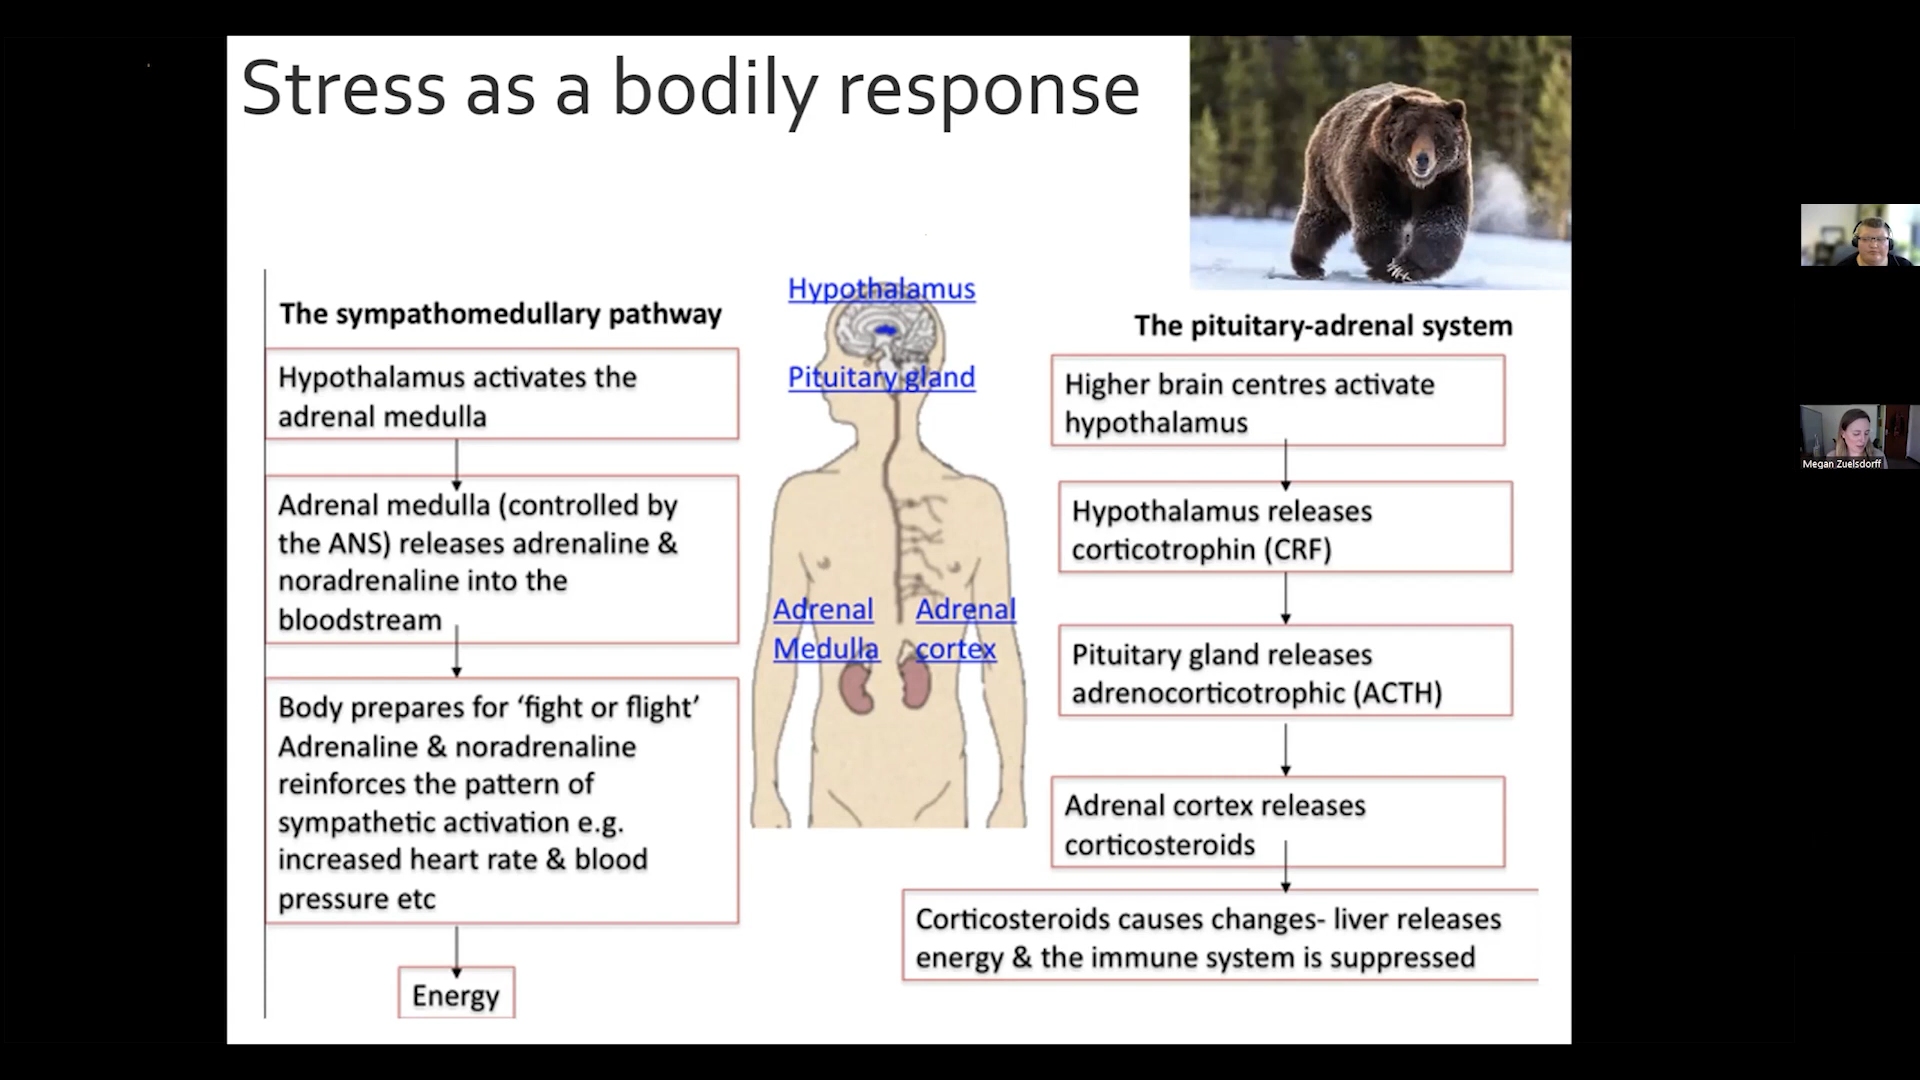 Stress as a bodily response
The sympathomedullary pathway
Hypothalamus activates the
adrenal medulla
Adrenal medulla (controlled by
the ANS) releases adrenaline &
noradrenaline into the
bloodstream
Body prepares for ‘fight or flight’
Adrenaline & noradrenaline
reinforces the pattern of
sympathetic activation e.g.
increased heart rate & blood
pressure etc
Energy
Hypothalamus
Pituitary gland
Adrenal
Medulla
Adrenal
cortex
The pituitary-adrenal system
Higher brain centres activate
hypothalamus
Hypothalamus releases
corticotrophin (CRF)
Pituitary gland releases
adrenocorticotrophic (ACTH)
Adrenal cortex releases
corticosteroids
Corticosteroids causes changes- liver releases
energy & the immune system is suppressed
Megan Zuelsdorff